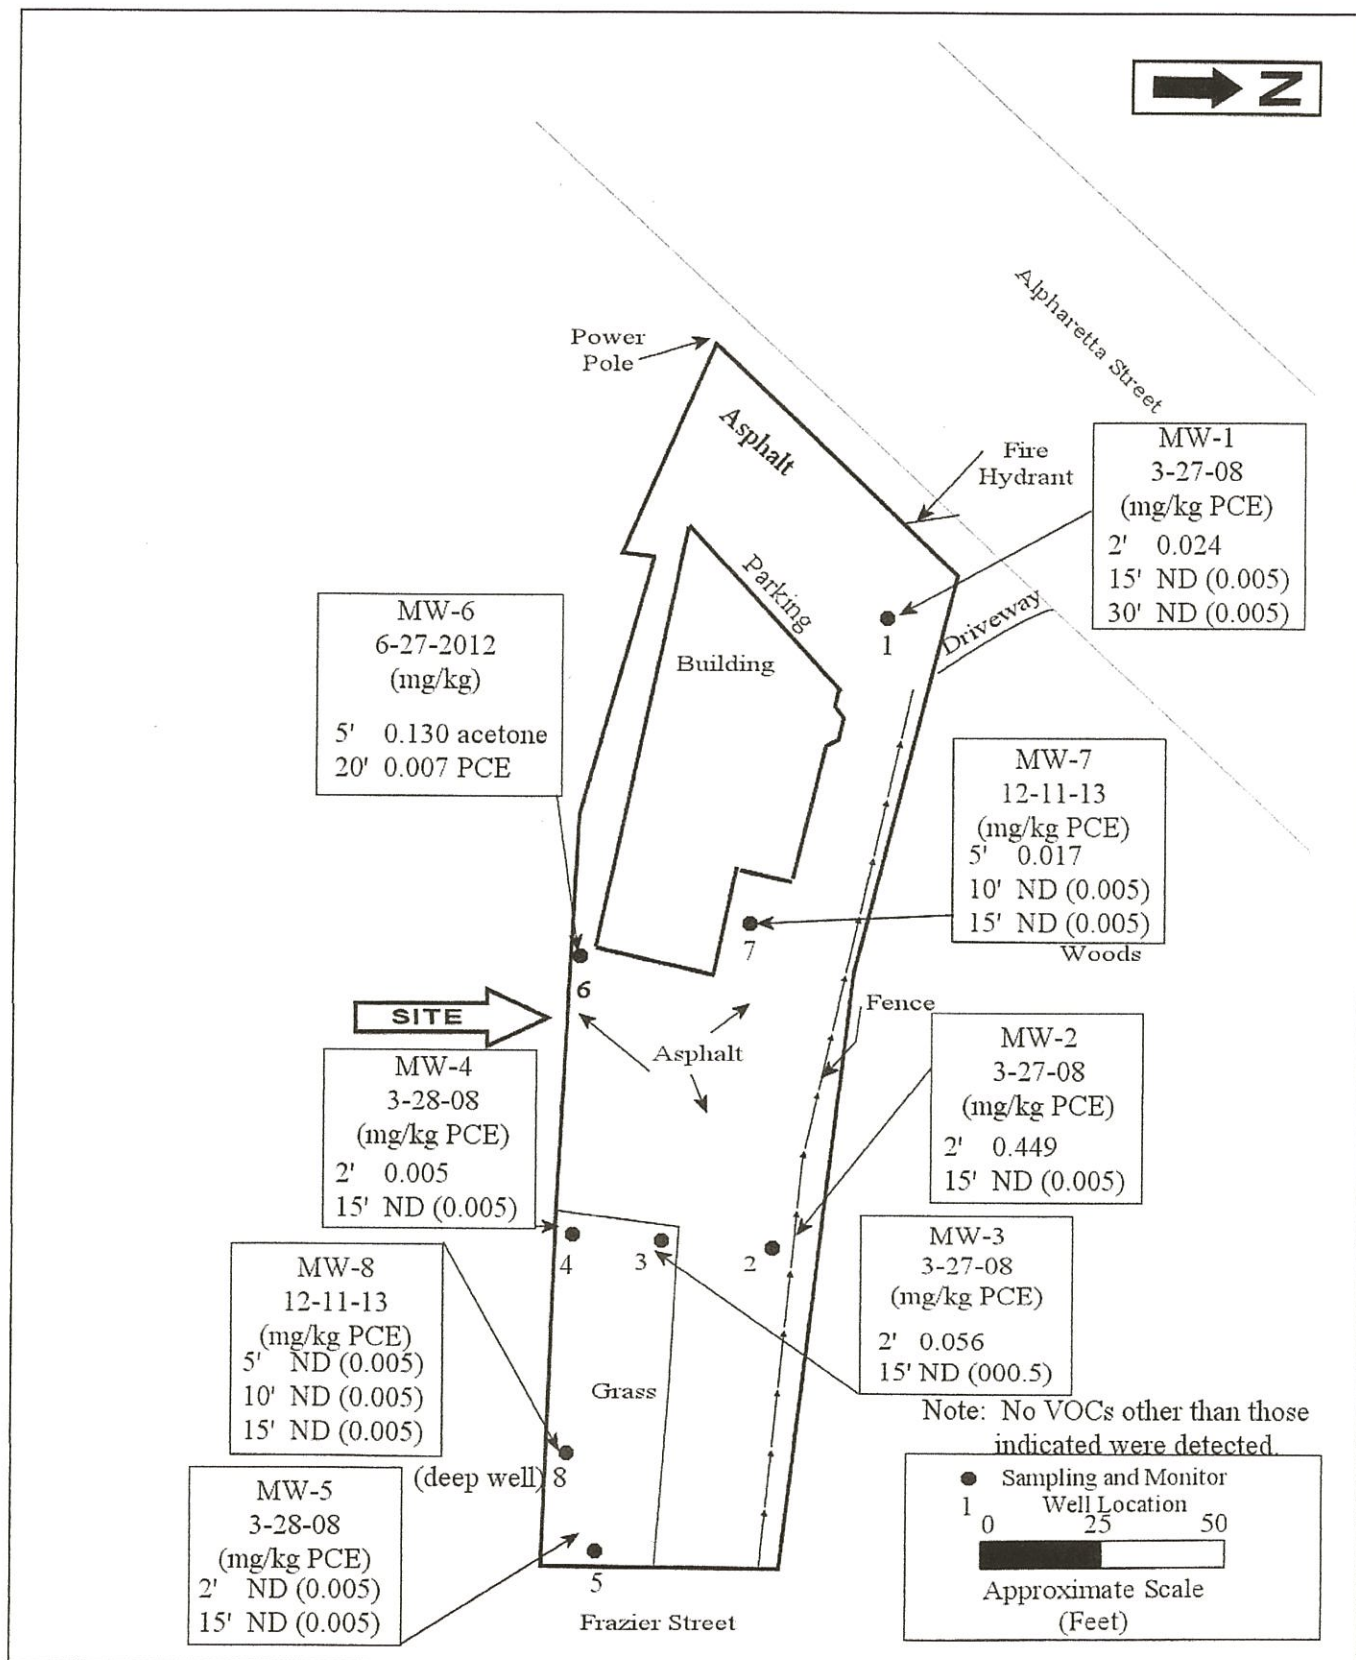 N
Alpharetta Street
Power
Pole
Asphalt
Fire
Hydrant
MW-1
3-27-08
(mg/kg PCE)
2' 0.024
15' ND (0.005)
30' ND (0.005)
Parking
Driveway
1
Building
MW-6
6-27-2012
(mg/kg)
5' 0.130 acetone
20' 0.007 PCE
MW-7
12-11-13
(mg/kg PCE)
5' 0.017
10' ND (0.005)
15' ND (0.005)
7
Woods
6
SITE
Fence
Asphalt
MW-4
3-28-08
(mg/kg PCE)
2' 0.005
15' ND (0.005)
MW-2
3-27-08
(mg/kg PCE)
2' 0.449
15' ND (0.005)
4
3
2
MW-3
3-27-08
(mg/kg PCE)
2' 0.056
15' ND (000.5)
MW-8
12-11-13
(mg/kg PCE)
5' ND (0.005)
10' ND (0.005)
15' ND (0.005)
Grass
(deep well) 8
MW-5
3-28-08
(mg/kg PCE)
2' ND (0.005)
15' ND (0.005)
5
Frazier Street
Note: No VOCs other than those
indicated were detected.
Sampling and Monitor
1 Well Location
0 25 50
Approximate Scale
(Feet)